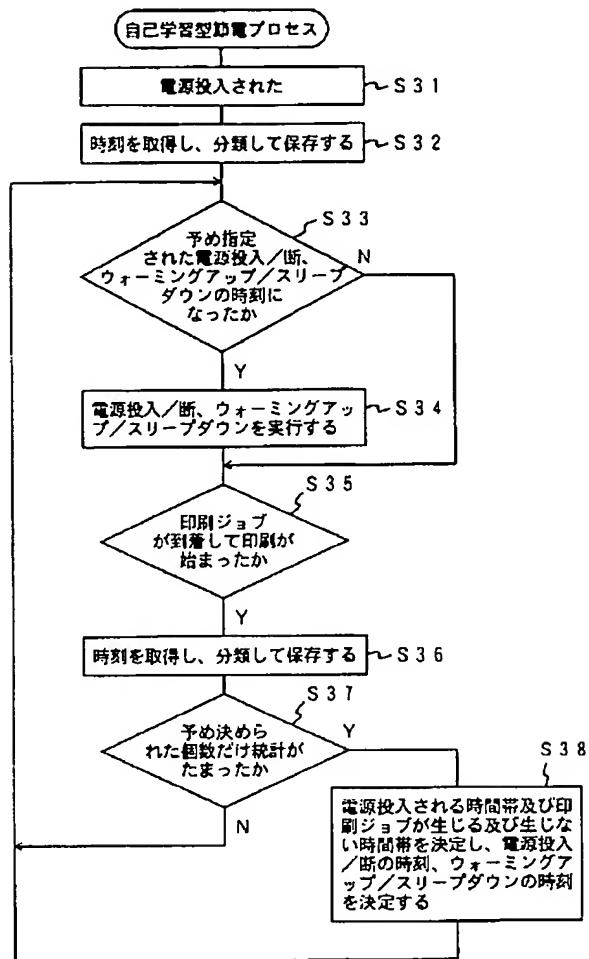 自己学習型節電プロセス
電源投入された
S31
時刻を取得し、分類して保存する
S32
S33
予め指定
された電源投入/断、
ウォーミングアップ/スリープ
ダウンの時刻に
なったか
N
Y
電源投入/断、ウォーミングアッ
プ/スリープダウンを実行する
S34
S35
印刷ジョブ
が到着して印刷が
始まったか
Y
時刻を取得し、分類して保存する
S36
S37
予め決めら
れた個数だけ統計が
たまったか
Y
N
S38
電源投入される時間帯及び印
刷ジョブが生じる及び生じな
い時間帯を決定し、電源投入
/断の時刻、ウォーミングア
ップ/スリープダウンの時刻
を決定する